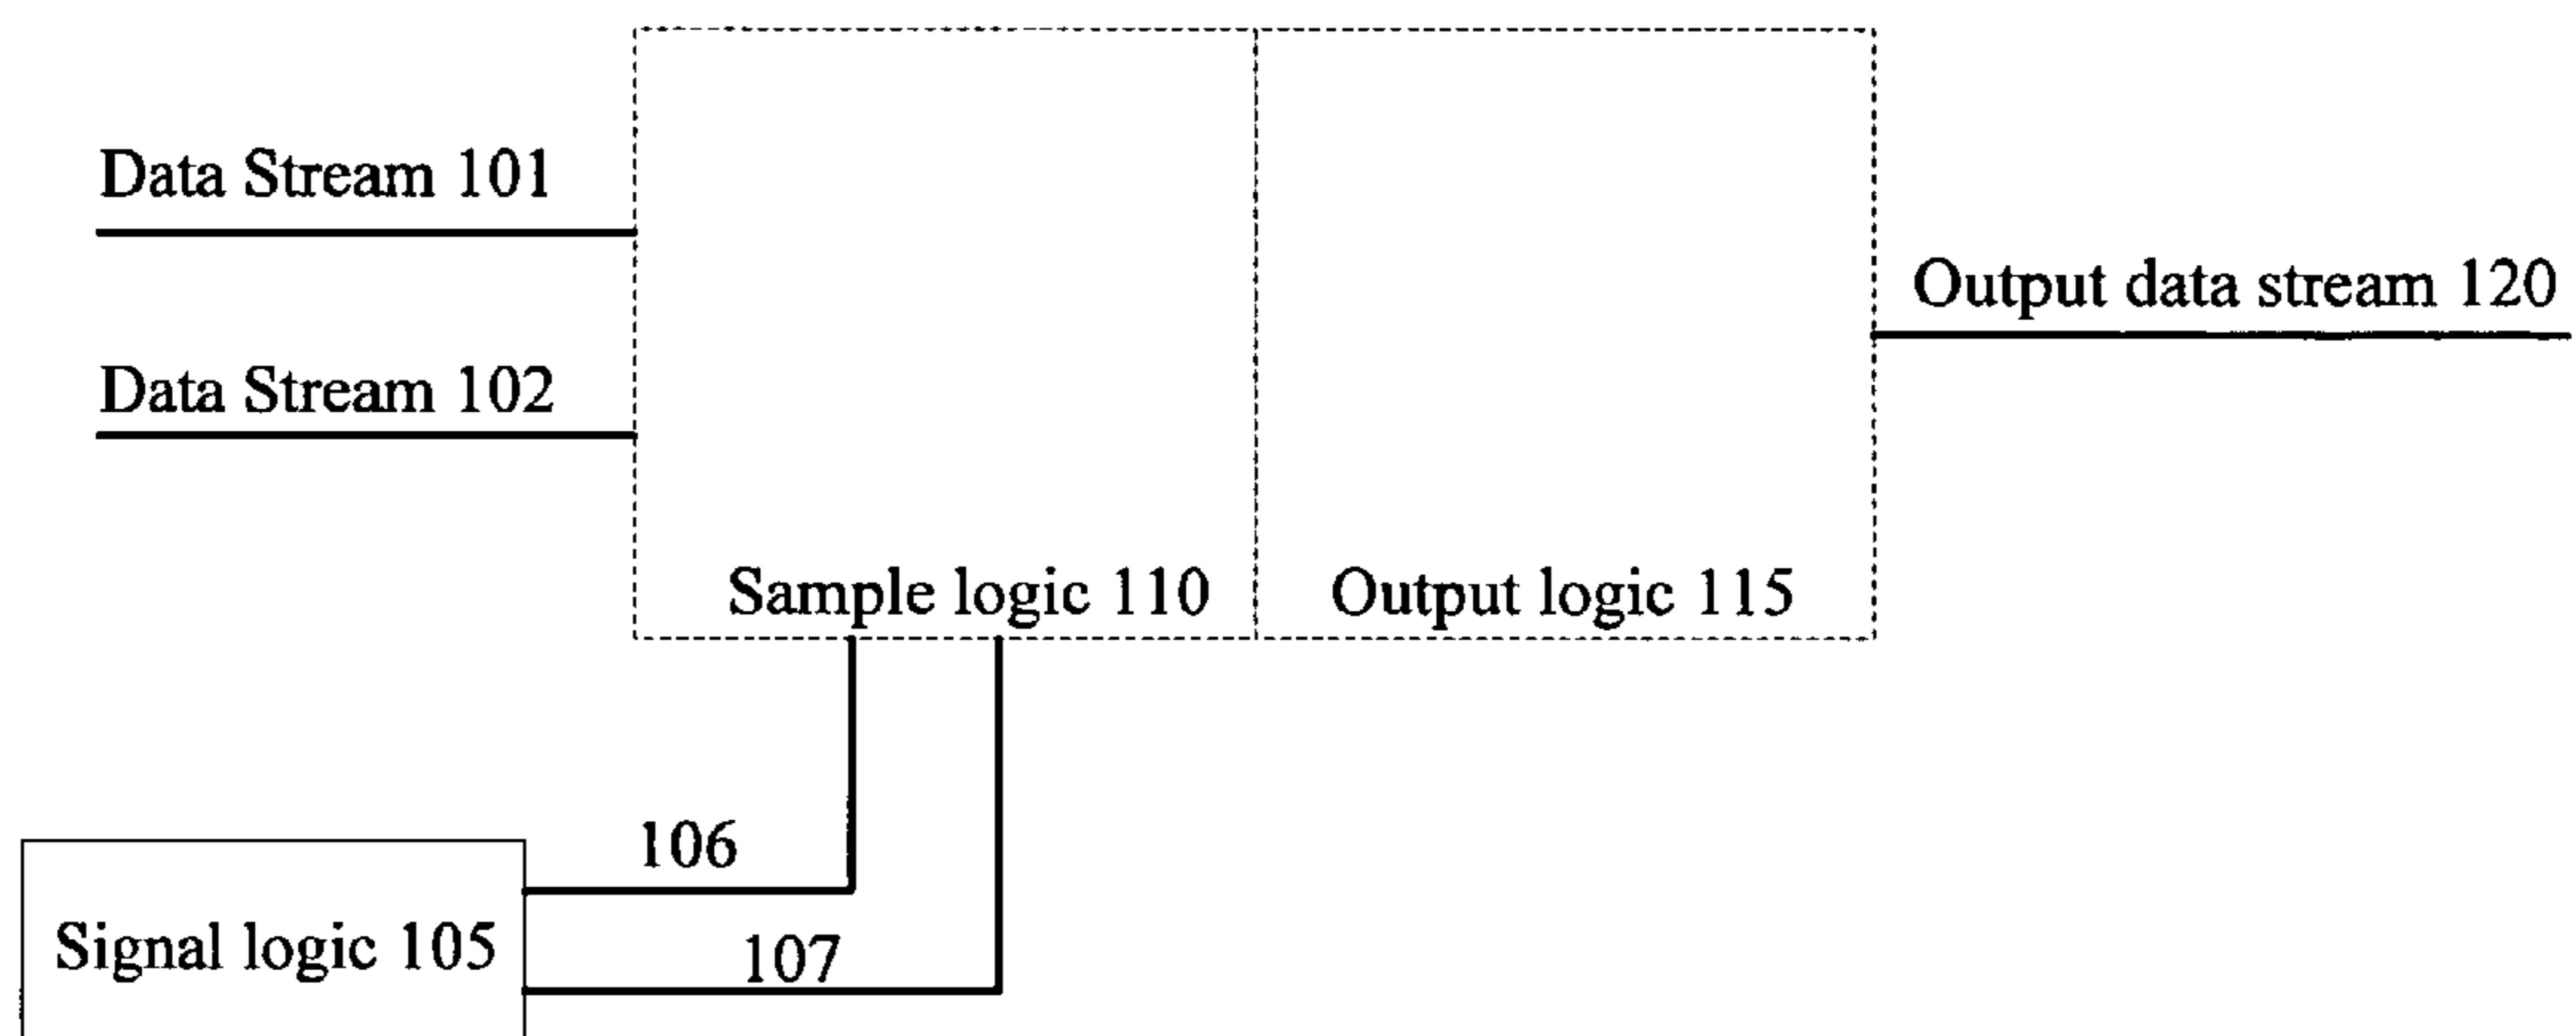 Data Stream 101
Output data stream 120
Data Stream 102
Sample logic 110
Output logic 115
106
Signal logic 105
107